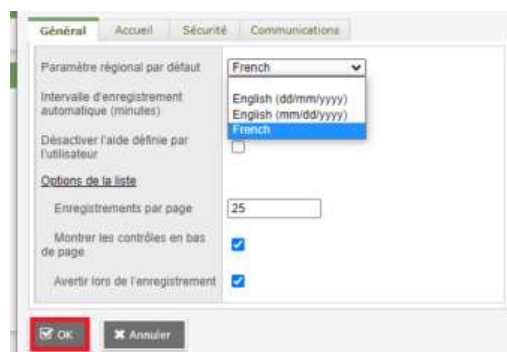 Général Accueil Sécurité Communications
Paramètre régional par défaut French
Intervalle d'enregistrement
automatique (minutes)
English (dd/mm/yyyy)
English (mm/dd/yyyy)
French
Désactiver l'aide définie par
l'utilisateur
Options de la liste
Enregistrements par page 25
Montrer les contrôles en bas
de page
Avertir lors de l'enregistrement
OK Annuler